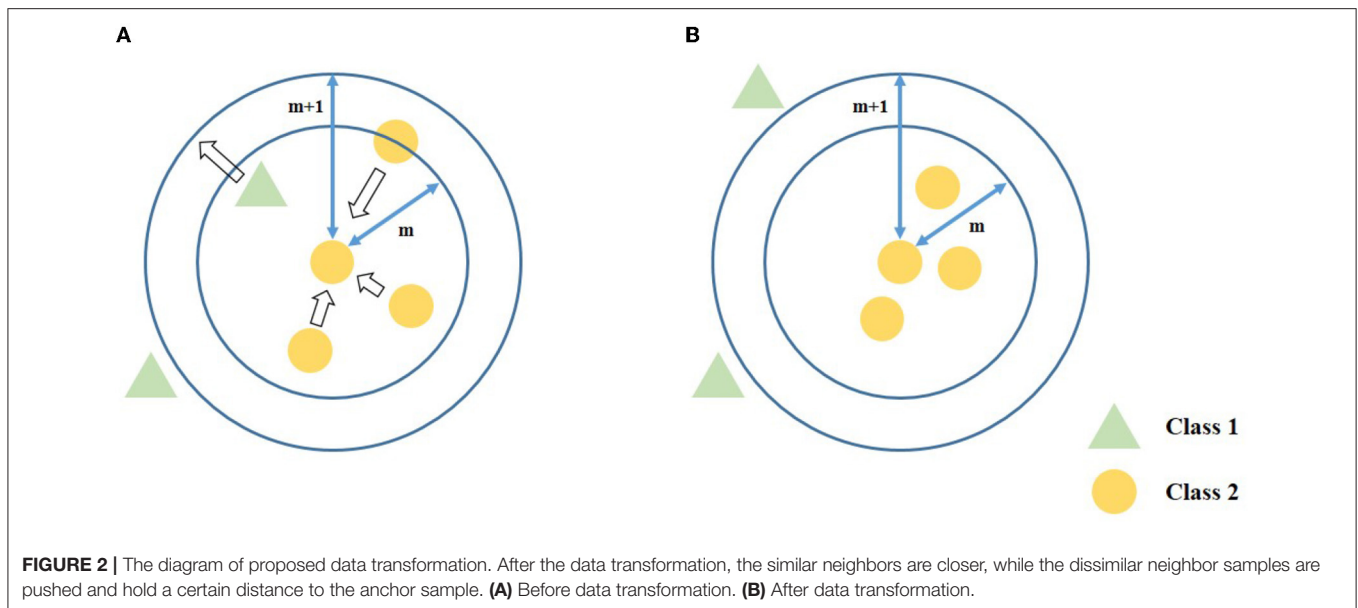 A
B
m+1
m
m+1
m
Class 1
Class 2
FIGURE 2 | The diagram of proposed data transformation. After the data transformation, the similar neighbors are closer, while the dissimilar neighbor samples are
pushed and hold a certain distance to the anchor sample. (A) Before data transformation. (B) After data transformation.